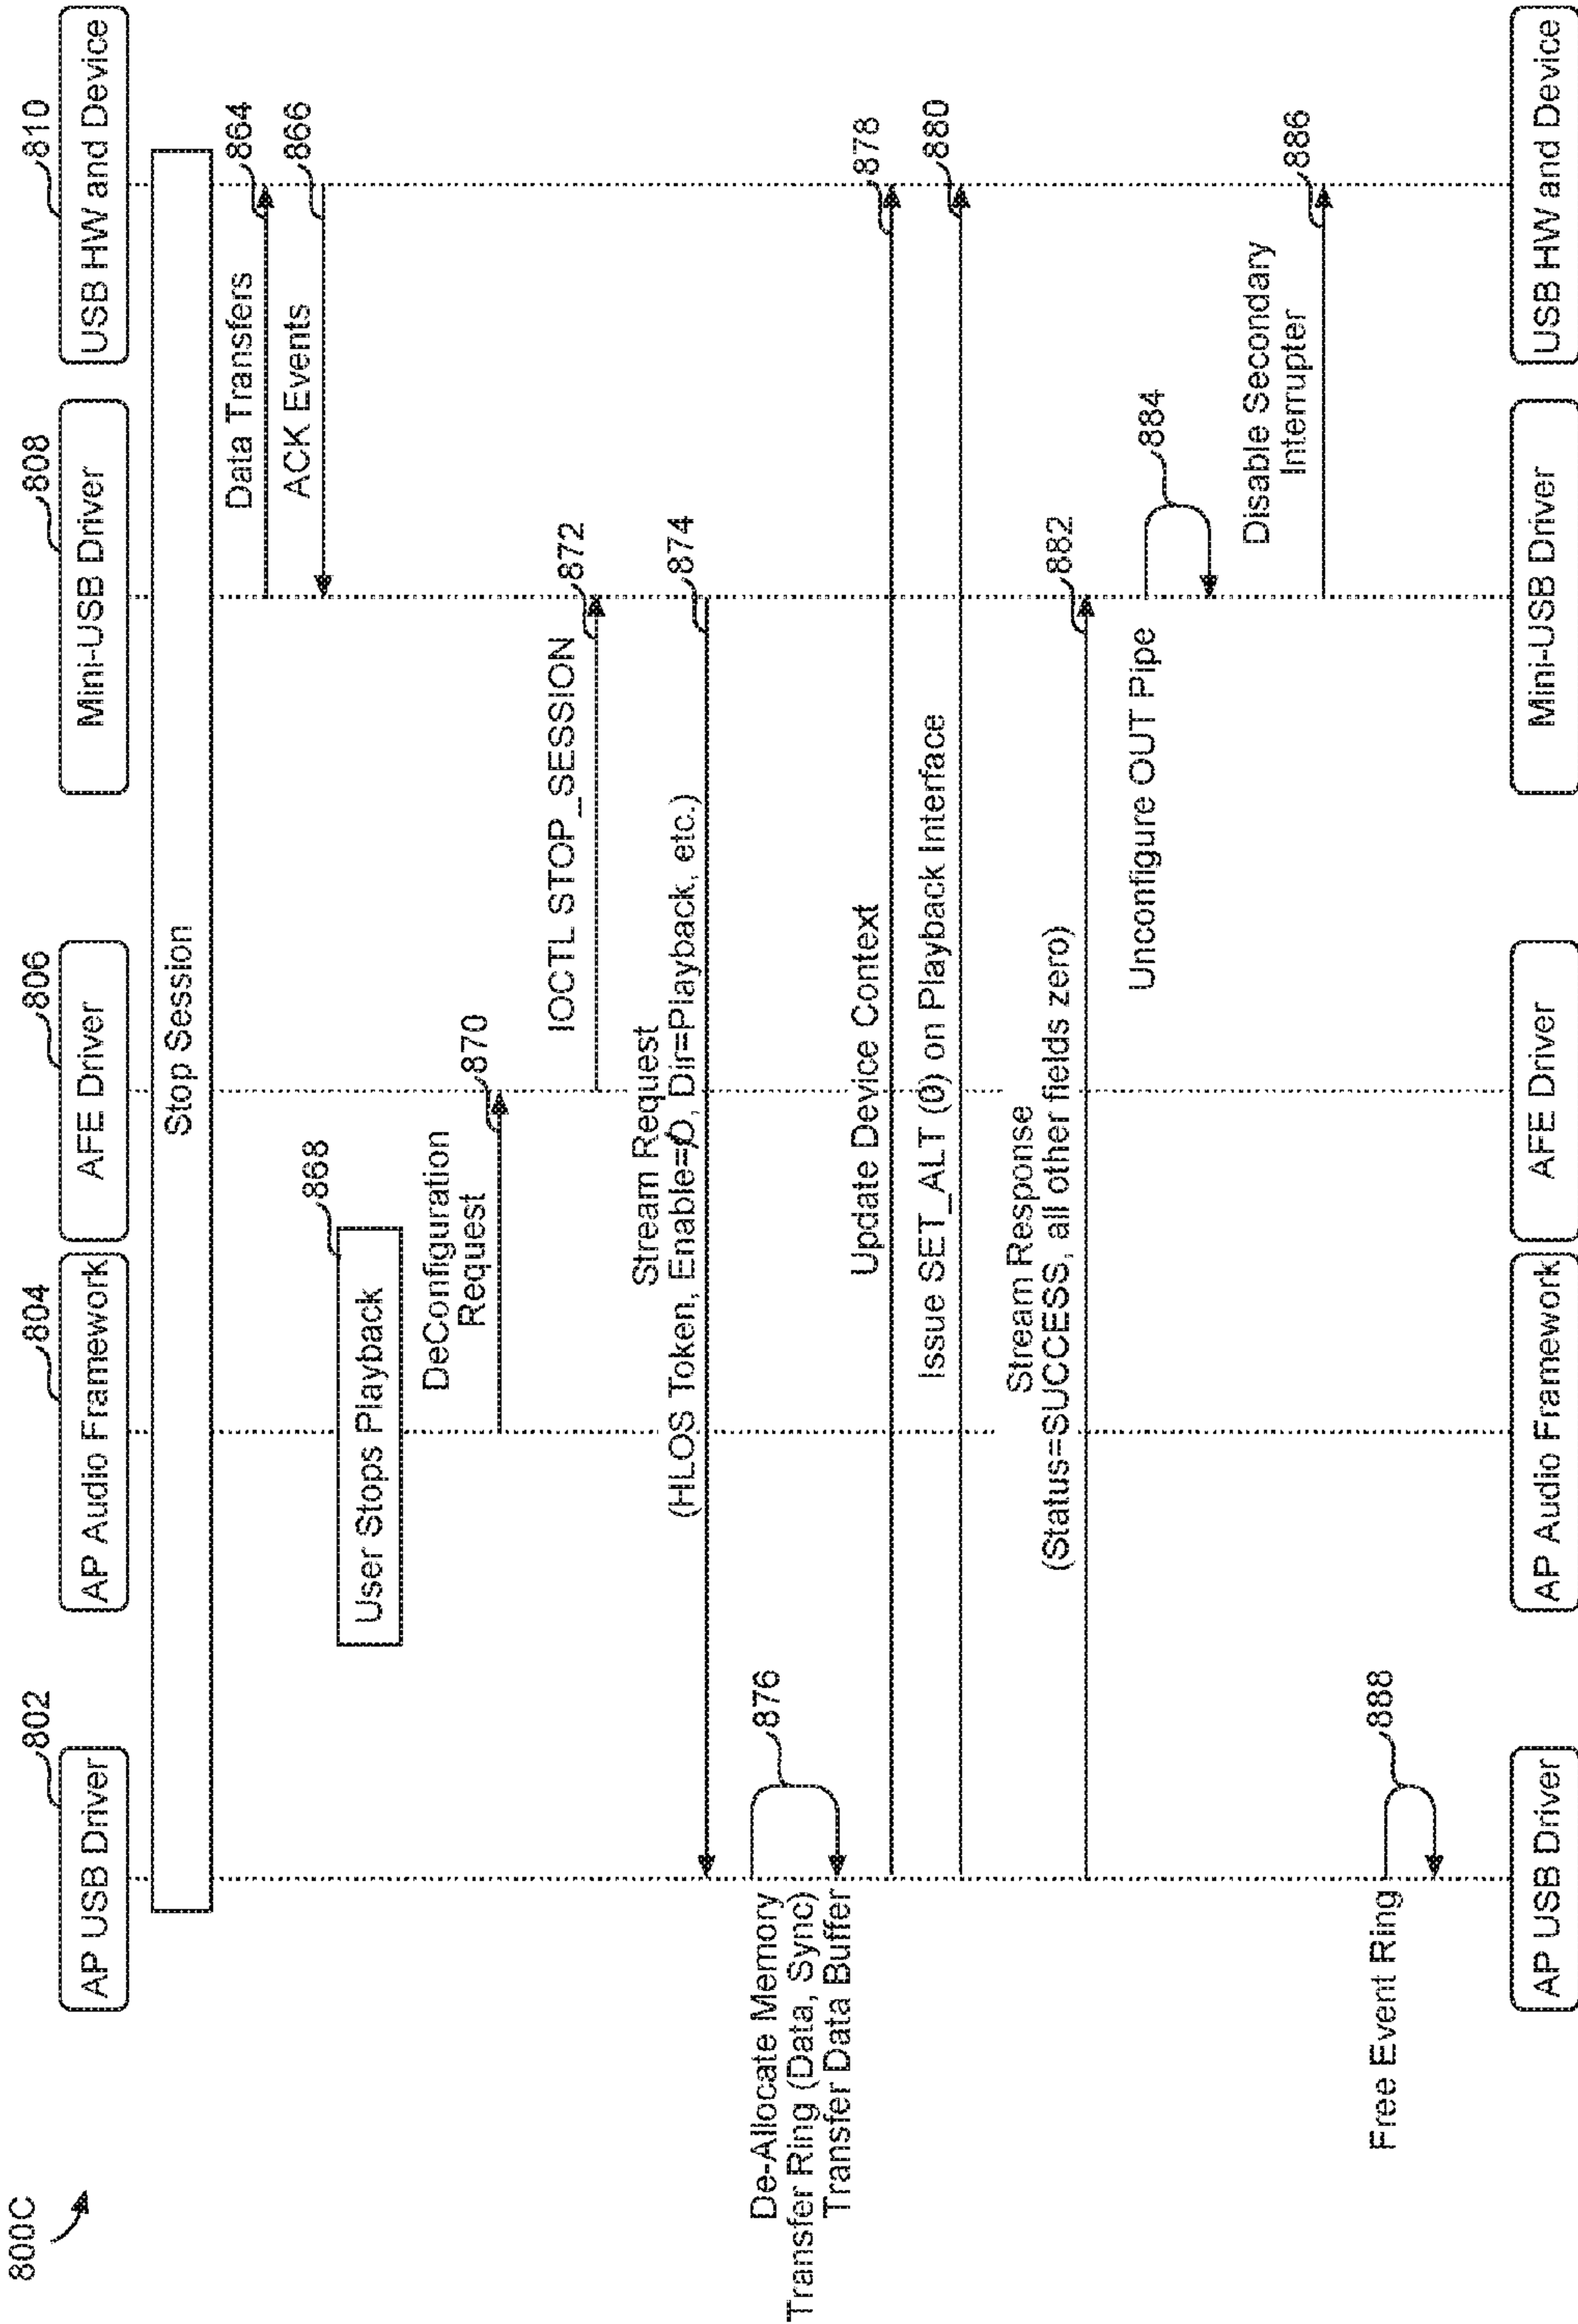 800C
802
804
806
808
810
AP USB Driver
AP Audio Framework
AFE Driver
Mini-USB Driver
USB HW and Device
Stop Session
Data Transfers
864
ACK Events
866
User Stops Playback
868
DeConfiguration
Request
870
IOCTL STOP_SESSION
872
Stream Request
(HLOS Token, Enable=0, Dir=Playback, etc.)
874
De-Allocate Memory
Transfer Ring (Data, Sync)
Transfer Data Buffer
876
Update Device Context
878
Issue SET_ALT (0) on Playback Interface
880
Stream Response
(Status=SUCCESS, all other fields zero)
882
Unconfigure OUT Pipe
884
Disable Secondary
Interrupter
886
Free Event Ring
888
AP USB Driver
AP Audio Framework
AFE Driver
Mini-USB Driver
USB HW and Device